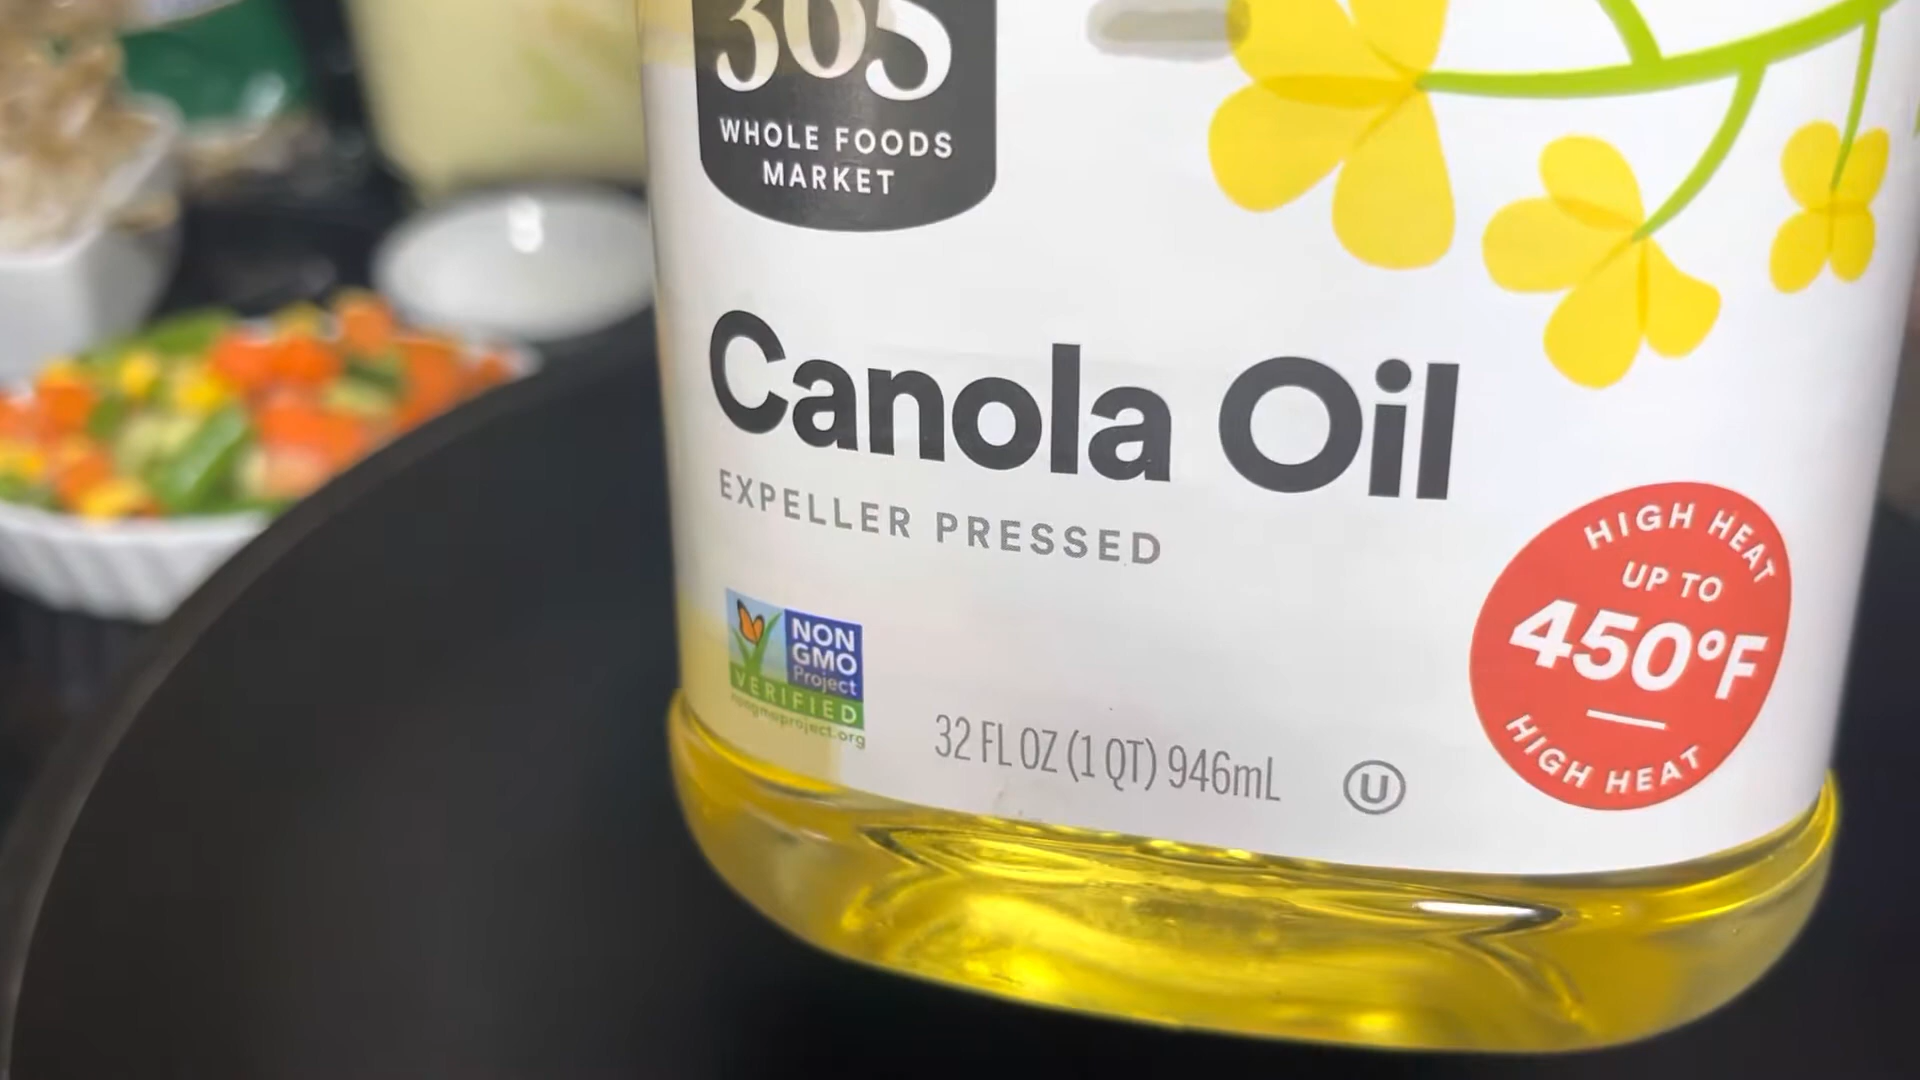 365
WHOLE FOODS
MARKET
Canola Oil
EXPELLER PRESSED
NON
GMO
Project
VERIFIED
nongmoproject.org
32 FL OZ (1 QT) 946mL
U
HIGH HEAT
UP TO
450°F
HIGH HEAT